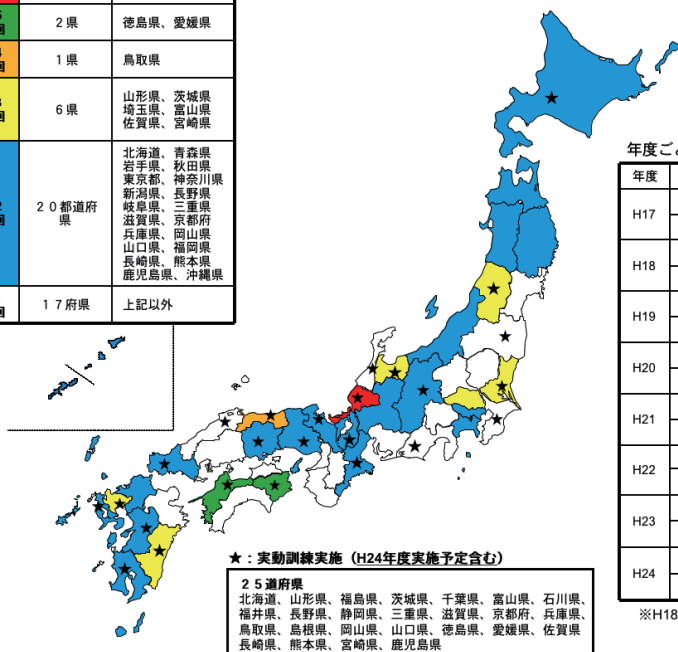 回
2県
徳島県、愛媛県
回
1県
鳥取県
回
6県
山形県、茨城県
埼玉県、富山県
佐賀県、宮崎県
2
回
20都道府
県
北海道、青森県
岩手県、秋田県
東京都、神奈川県
新潟県、長野県
岐阜県、三重県
滋賀県、京都府
兵庫県、岡山県
山口県、福岡県
長崎県、熊本県
鹿児島県、沖縄県
回
17府県
上記以外
年度ご
年度
H17
H18
H19
H20
H21
H22
H23
H24
※H18
★:実動訓練実施(H24年度実施予定含む)
25道府県
北海道、山形県、福島県、茨城県、千葉県、富山県、石川県、
福井県、長野県、静岡県、三重県、滋賀県、京都府、兵庫県、
鳥取県、島根県、岡山県、山口県、徳島県、愛媛県、佐賀県
長崎県、熊本県、宮崎県、鹿児島県